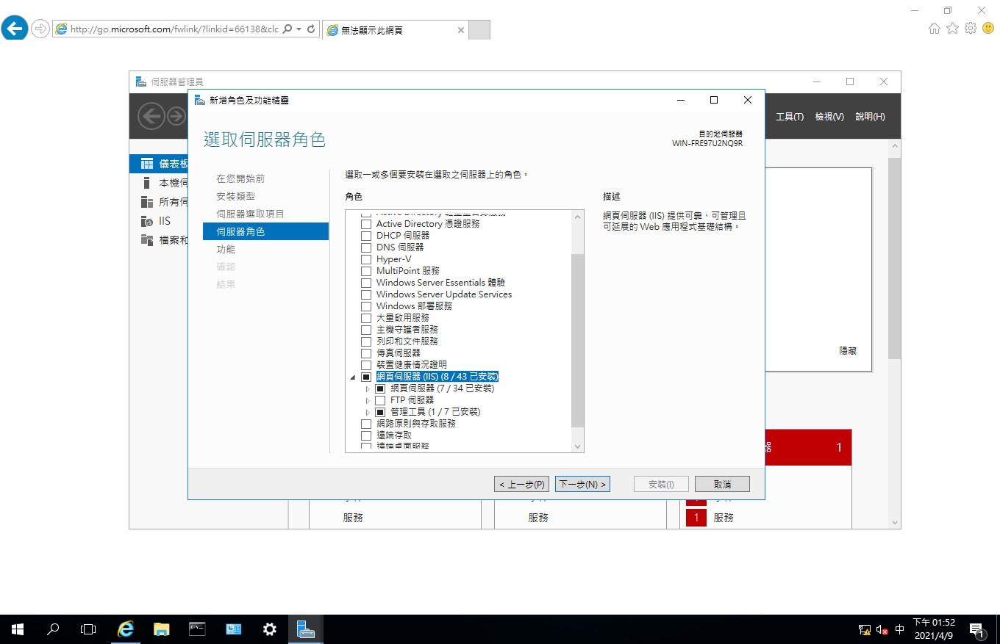 http://go.microsoft.com/fwlink/?linkid=66138&clc
無法顯示此網頁
伺服器管理員
新增角色及功能精靈
工具(T) 檢視(V) 說明(H)
選取伺服器角色
目的地伺服器
WIN-FRE97U2NQ9R
儀表板
本機伺
所有伺
IIS
檔案和
在您開始前
安裝類型
伺服器選取項目
伺服器角色
功能
確認
結果
選取一或多個要安裝在選取之伺服器上的角色。
角色
Active Directory 憑證服務
DHCP 伺服器
DNS 伺服器
Hyper-V
MultiPoint 服務
Windows Server Essentials 體驗
Windows Server Update Services
Windows 部署服務
大量啟用服務
主機守護者服務
列印和文件服務
傳真伺服器
裝置健康情況證明
網頁伺服器 (IIS) (8 / 43 已安裝)
網頁伺服器 (7 / 34 已安裝)
FTP 伺服器
管理工具 (1 / 7 已安裝)
網路原則與存取服務
遠端存取
遠端桌面服務
描述
網頁伺服器 (IIS) 提供可靠、可管理且
可延展的 Web 應用程式基礎結構。
隱藏
器 1
< 上一步(P) 下一步(N) > 安裝(I) 取消
服務
服務
1 服務
中
下午 01:52
2021/4/9
1